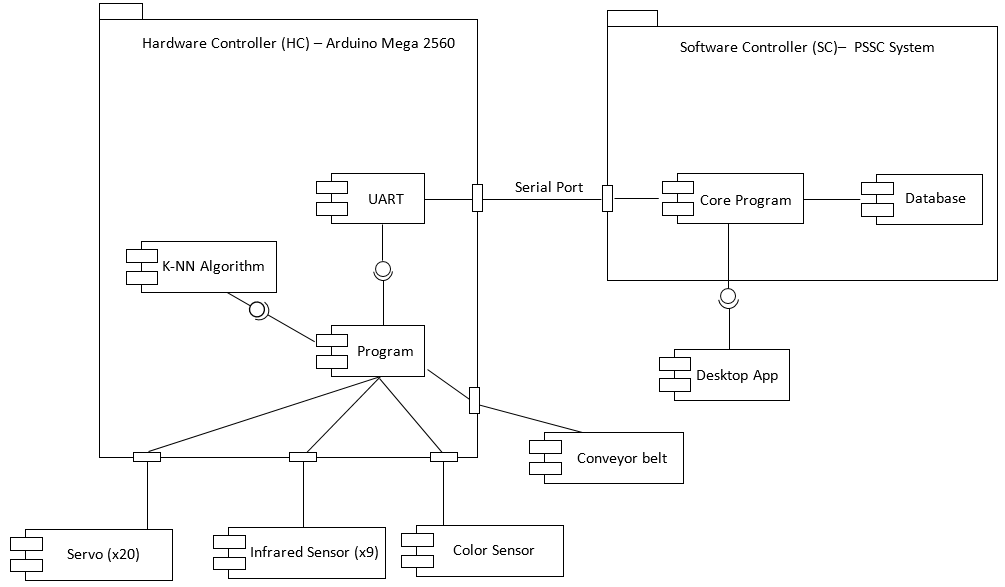 Hardware Controller (HC) – Arduino Mega 2560
Software Controller (SC)–  PSSC System
UART
Serial Port
Core Program
Database
K-NN Algorithm
Program
Desktop App
Conveyor belt
Servo (x20)
Infrared Sensor (x9)
Color Sensor